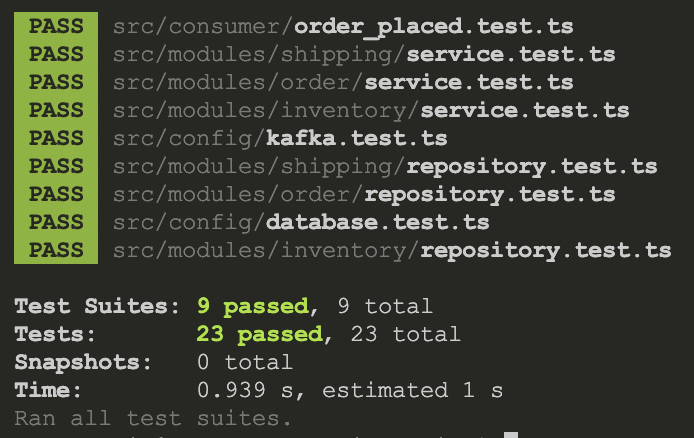 PASS src/consumer/order_placed.test.ts
PASS src/modules/shipping/service.test.ts
PASS src/modules/order/service.test.ts
PASS src/modules/inventory/service.test.ts
PASS src/config/kafka.test.ts
PASS src/modules/shipping/repository.test.ts
PASS src/modules/order/repository.test.ts
PASS src/config/database.test.ts
PASS src/modules/inventory/repository.test.ts
Test Suites: 9 passed, 9 total
Tests: 23 passed, 23 total
Snapshots: 0 total
Time: 0.939 s, estimated 1 s
Ran all test suites.